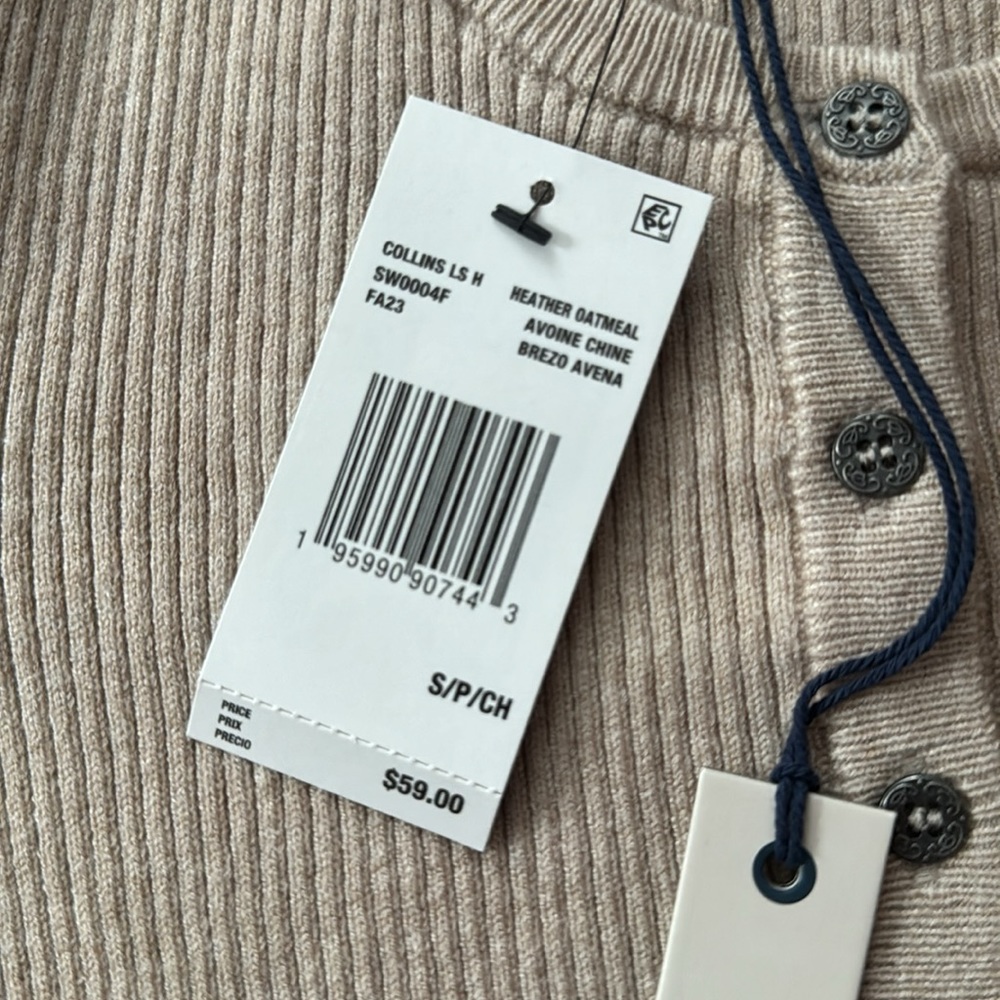 COLLINS LS H
SW0004F
FA23
HEATHER OATMEAL
AVOINE CHINE
BREZO AVENA
1 95990 90744 3
S/P/CH
PRICE
PRIX
PRECIO
$59.00